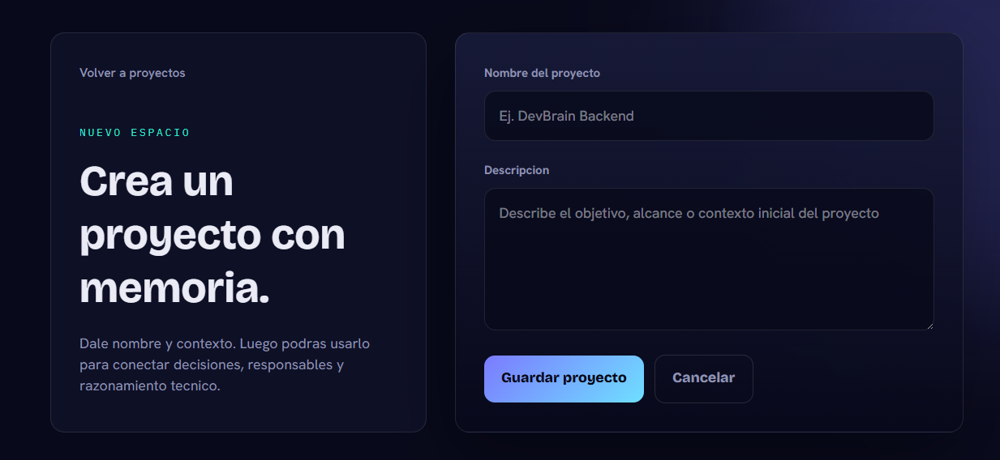 Volver a proyectos
NUEVO ESPACIO
Crea un
proyecto con
memoria.
Dale nombre y contexto. Luego podras usarlo
para conectar decisiones, responsables y
razonamiento tecnico.
Nombre del proyecto
Ej. DevBrain Backend
Descripcion
Describe el objetivo, alcance o contexto inicial del proyecto
Guardar proyecto
Cancelar